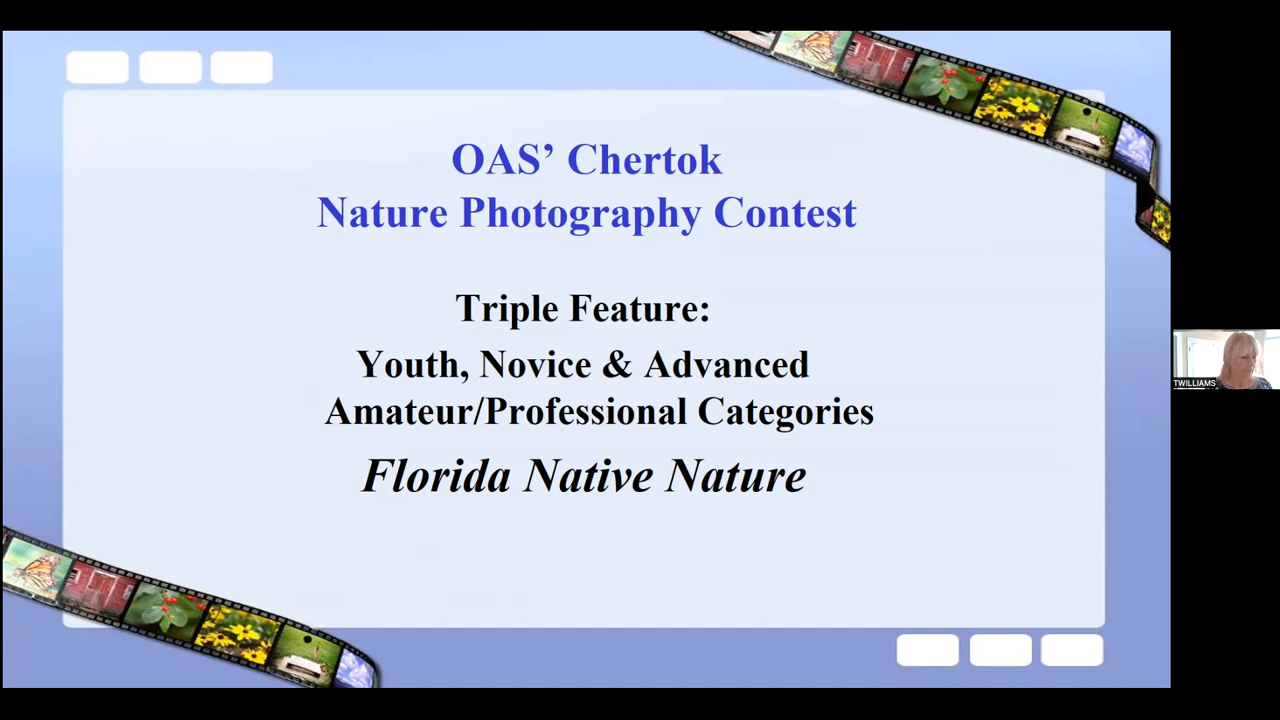 OAS’ Chertok
Nature Photography Contest
Triple Feature:
Youth, Novice & Advanced
Amateur/Professional Categories
Florida Native Nature
TWILLIAMS